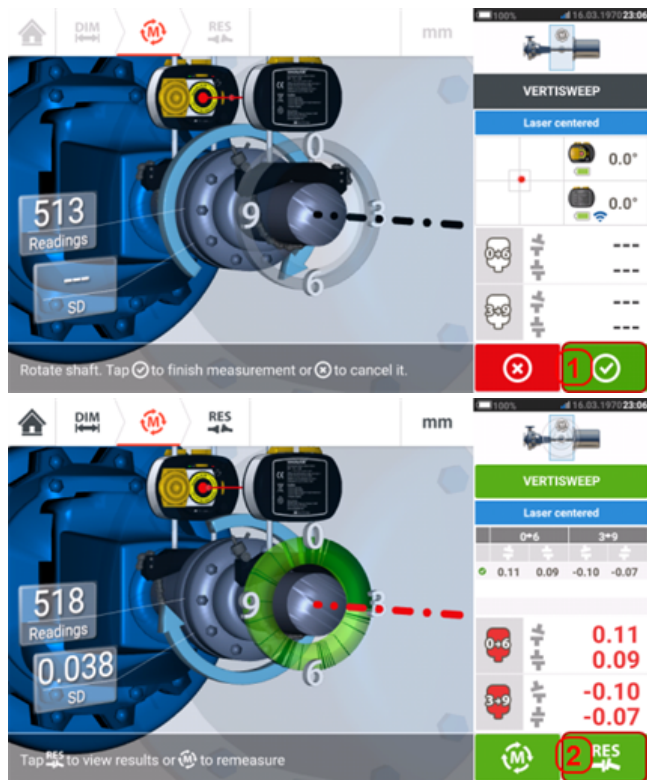 DIM
M
RES
mm
100%
16.03.1970 23:06
VERTISWEEP
Laser centered
0.0°
0.0°
0
9
3
6
513
Readings
---
SD
0→6
---
---
3→9
---
---
Rotate shaft. Tap ✓ to finish measurement or ⊗ to cancel it.
1
DIM
M
RES
mm
100%
16.03.1970 23:06
VERTISWEEP
Laser centered
0→6 3→9
0.11 0.09 -0.10 -0.07
0
9
3
6
518
Readings
0.038
SD
0→6
0.11
0.09
3→9
-0.10
-0.07
Tap RES to view results or M to remeasure
M
2
RES